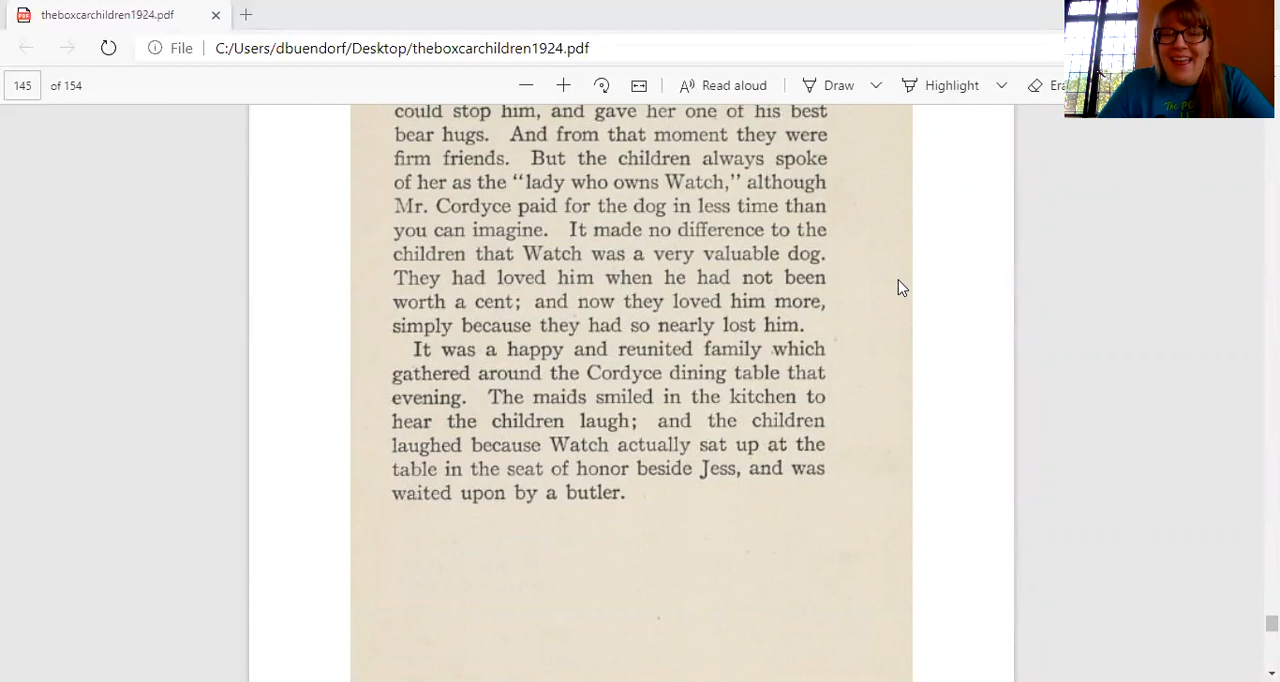 theboxcarchildren1924.pdf
File C:/Users/dbuendorf/Desktop/theboxcarchildren1924.pdf
145 of 154 Read aloud Draw Highlight
The
could stop him, and gave her one of his best
bear hugs. And from that moment they were
firm friends. But the children always spoke
of her as the “lady who owns Watch,” although
Mr. Cordyce paid for the dog in less time than
you can imagine. It made no difference to the
children that Watch was a very valuable dog.
They had loved him when he had not been
worth a cent; and now they loved him more,
simply because they had so nearly lost him.
It was a happy and reunited family which
gathered around the Cordyce dining table that
evening. The maids smiled in the kitchen to
hear the children laugh; and the children
laughed because Watch actually sat up at the
table in the seat of honor beside Jess, and was
waited upon by a butler.